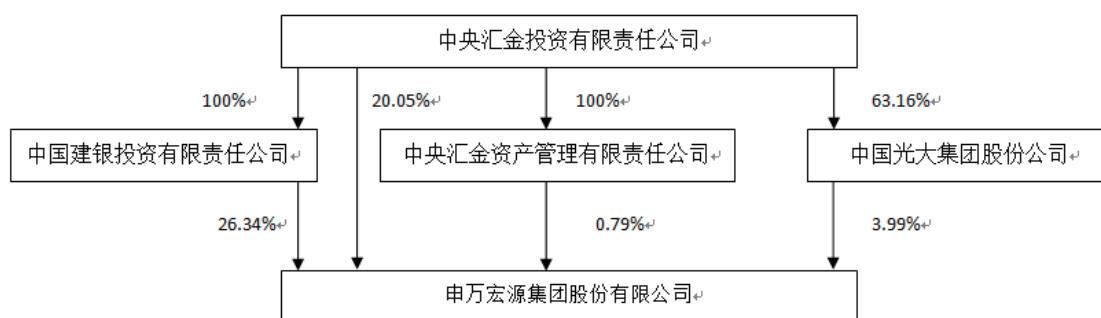 中央汇金投资有限责任公司
100%
20.05%
100%
63.16%
中国建银投资有限责任公司
中央汇金资产管理有限责任公司
中国光大集团股份公司
26.34%
0.79%
3.99%
申万宏源集团股份有限公司